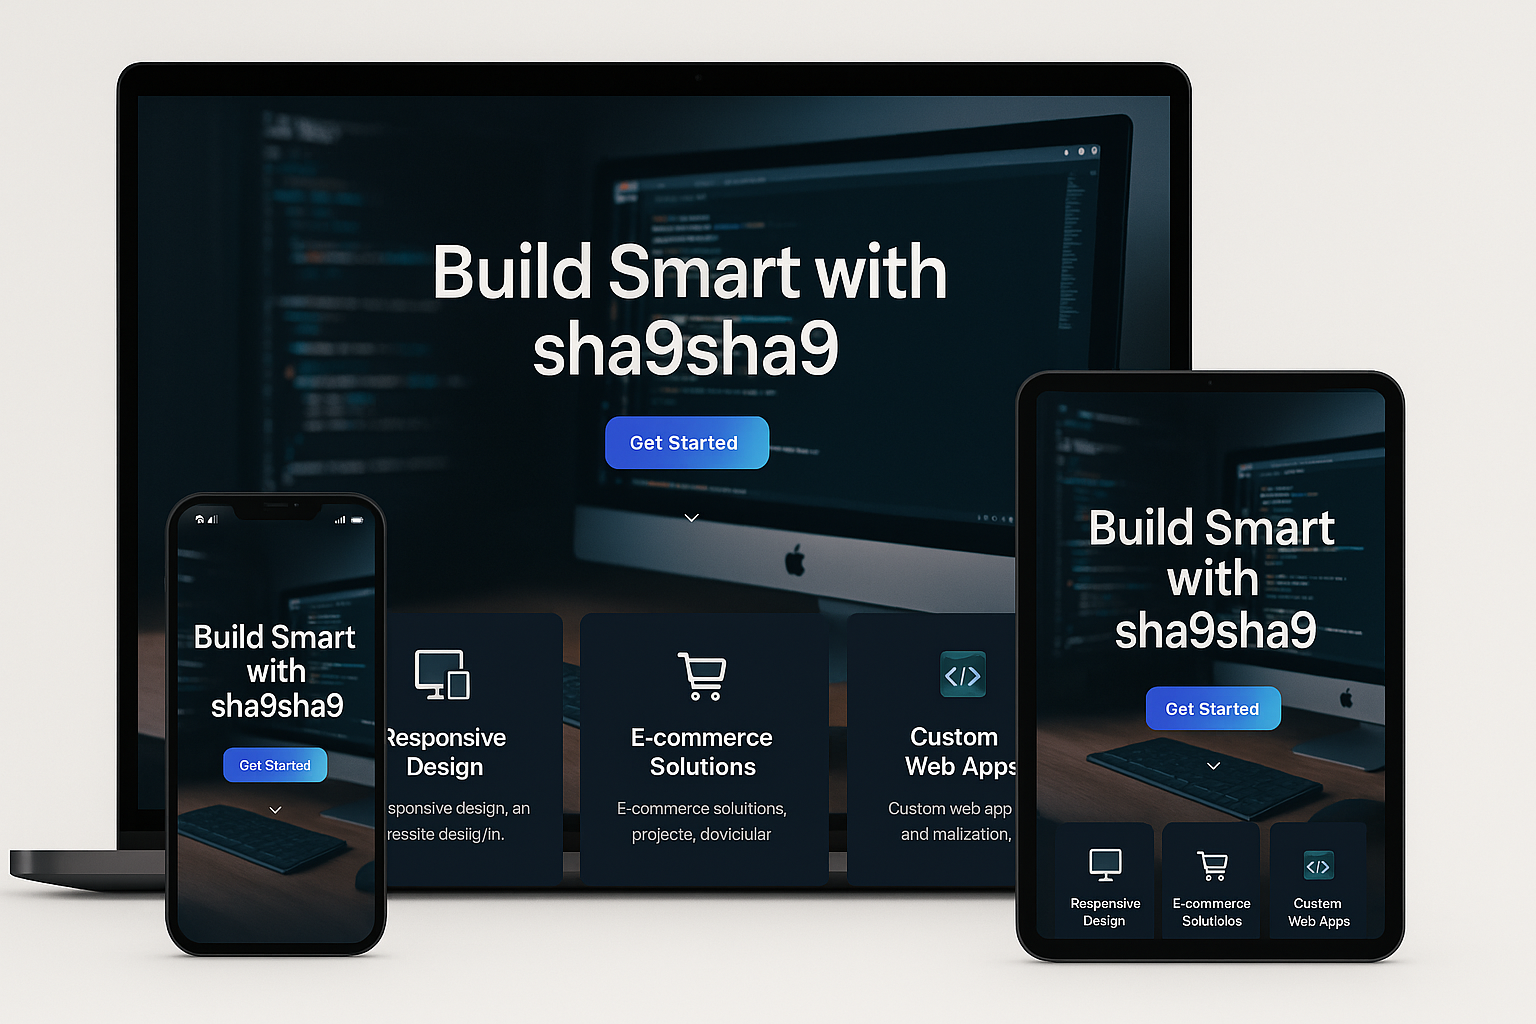 Build Smart with
sha9sha9
Get Started
Responsive
Design
sponsive design, an
ressite desiig/in.
E-commerce
Solutions
E-commerce soluitions,
projecte, doviciular
</>
Custom
Web Apps
Custom web app
and malization,
Build Smart
with
sha9sha9
Get Started
Build Smart
with
sha9sha9
Get Started
Respensive
Design
E-commerce
Solutlolos
</>
Custem
Web Apps